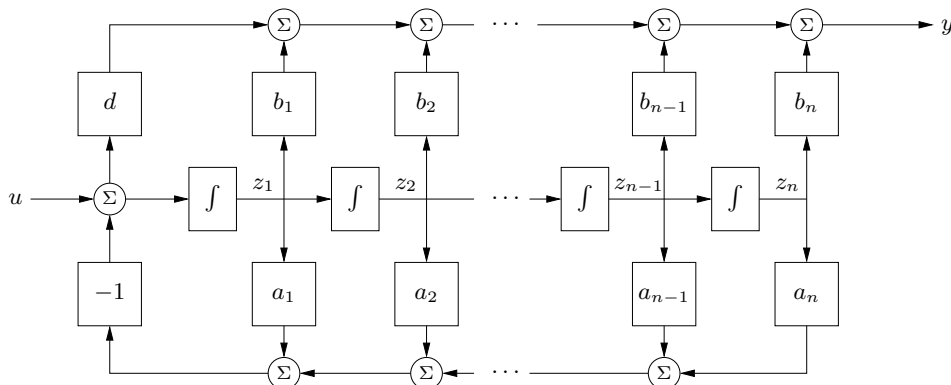 Σ Σ ··· Σ Σ y
d b₁ b₂ bₙ₋₁ bₙ
u Σ ∫ z₁ ∫ z₂ ··· ∫ zₙ₋₁ ∫ zₙ
−1 a₁ a₂ aₙ₋₁ aₙ
Σ Σ ··· Σ